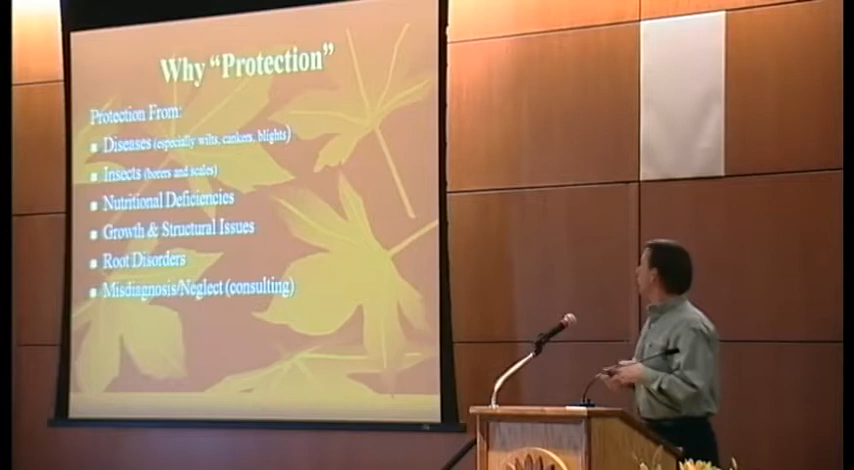 Why “Protection”
Protection From:
Diseases (especially wilts, cankers, blights)
Insects (borers and scales)
Nutritional Deficiencies
Growth & Structural Issues
Root Disorders
Misdiagnosis/Neglect (consulting)